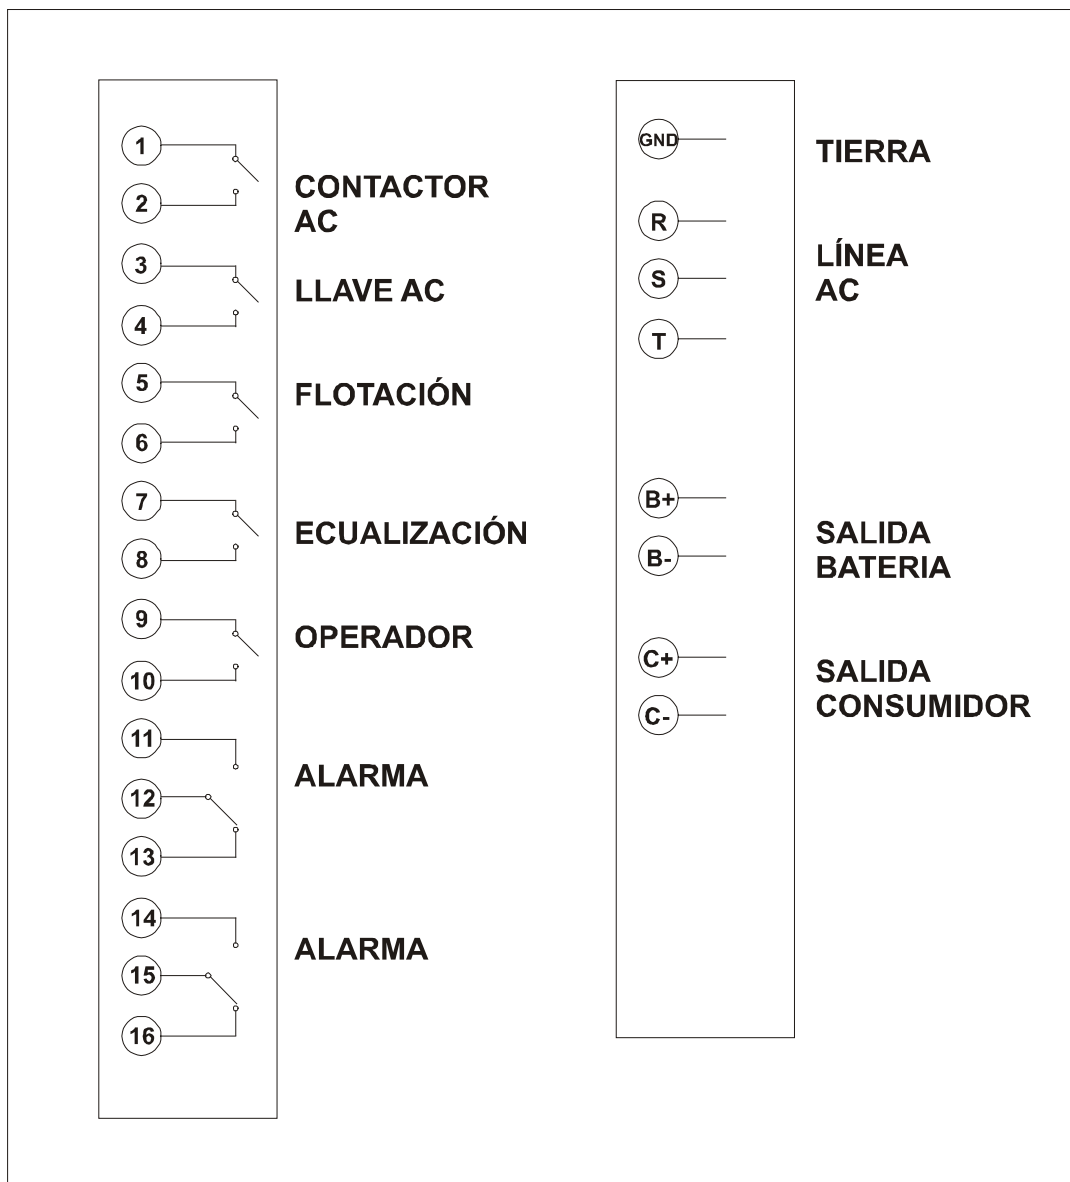 1
2
CONTACTOR
AC
3
4
LLAVE AC
5
6
FLOTACIÓN
7
8
ECUALIZACIÓN
9
10
OPERADOR
11
12
13
ALARMA
14
15
16
ALARMA
GND
TIERRA
R
S
T
LÍNEA
AC
B+
B-
SALIDA
BATERIA
C+
C-
SALIDA
CONSUMIDOR